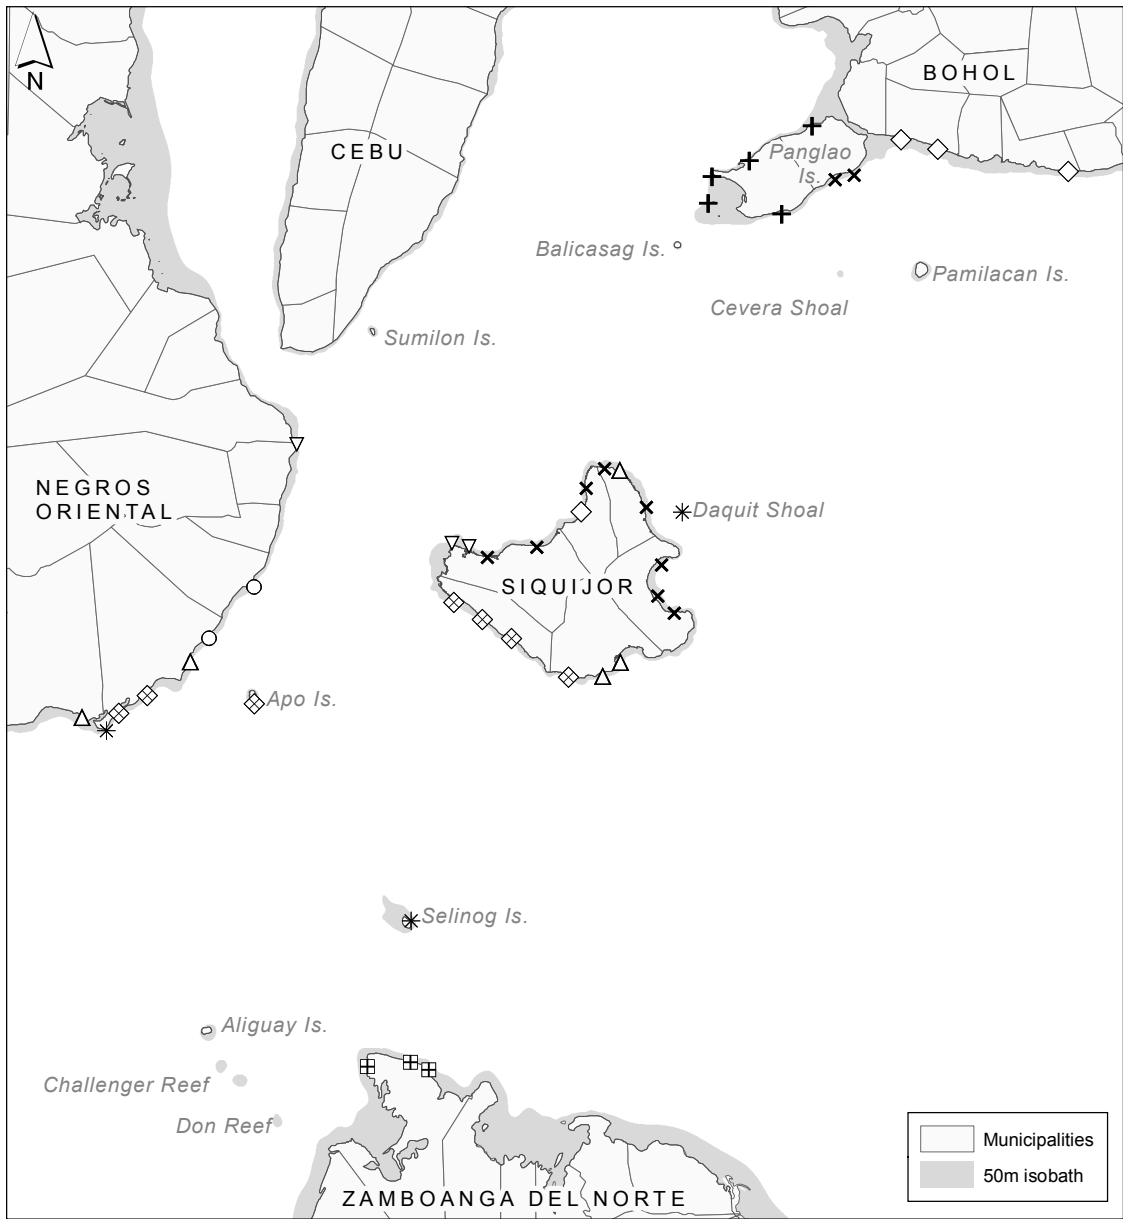 N
BOHOL
CEBU
Panglao
Is.
Balicasag Is.
Pamilacan Is.
Cevera Shoal
Sumilon Is.
NEGROS
ORIENTAL
Daquit Shoal
SIQUIJOR
Apo Is.
Selinog Is.
Aliguay Is.
Challenger Reef
Don Reef
Municipalities
50m isobath
ZAMBOANGA DEL NORTE